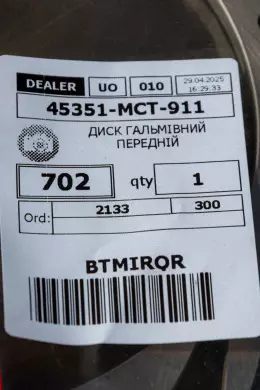 DEALER UO 010 29.04.2025 16:29:33
45351-MCT-911
ДИСК ГАЛЬМІВНИЙ
ПЕРЕДНІЙ
702 qty 1
Ord: 2133 300
BTMIRQR